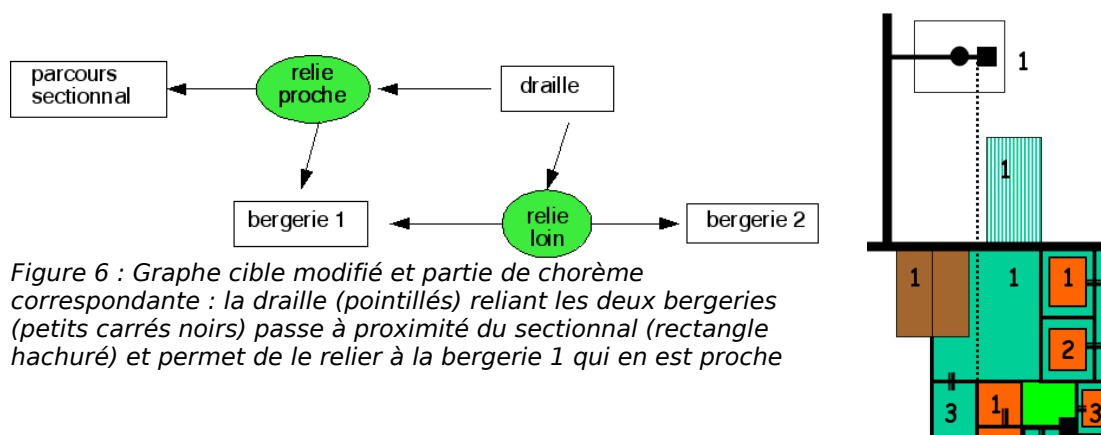 parcours
sectionnal
relie
proche
draille
bergerie 1
relie
loin
bergerie 2
Figure 6 : Graphe cible modifié et partie de chorème
correspondante : la draille (pointillés) reliant les deux bergeries
(petits carrés noirs) passe à proximité du sectionnal (rectangle
hachuré) et permet de le relier à la bergerie 1 qui en est proche
1
1
1
1
1
2
3
1
3